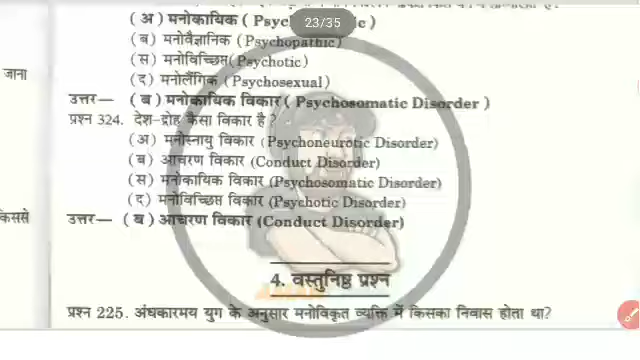 (अ) मनोकायिक ( Psyc
23/35
(ब) मनोवैज्ञानिक (Psychopathic)
(स) मनोविच्छिप्त(Psychotic)
जाना
(द) मनोलैंगिक (Psychosexual)
उत्तर— (ब) मनोकायिक विकार ( Psychosomatic Disorder )
प्रश्न 324. देश-द्रोह कैसा विकार है ?
(अ) मनोस्नायु विकार (Psychoneurotic Disorder)
(ब) आचरण विकार (Conduct Disorder)
(स) मनोकायिक विकार (Psychosomatic Disorder)
(द) मनोविच्छिप्त विकार (Psychotic Disorder)
किससे
उत्तर— (ब) आचरण विकार (Conduct Disorder)
4. वस्तुनिष्ठ प्रश्न
प्रश्न 225. अंधकारमय युग के अनुसार मनोविकृत व्यक्ति में किसका निवास होता था?